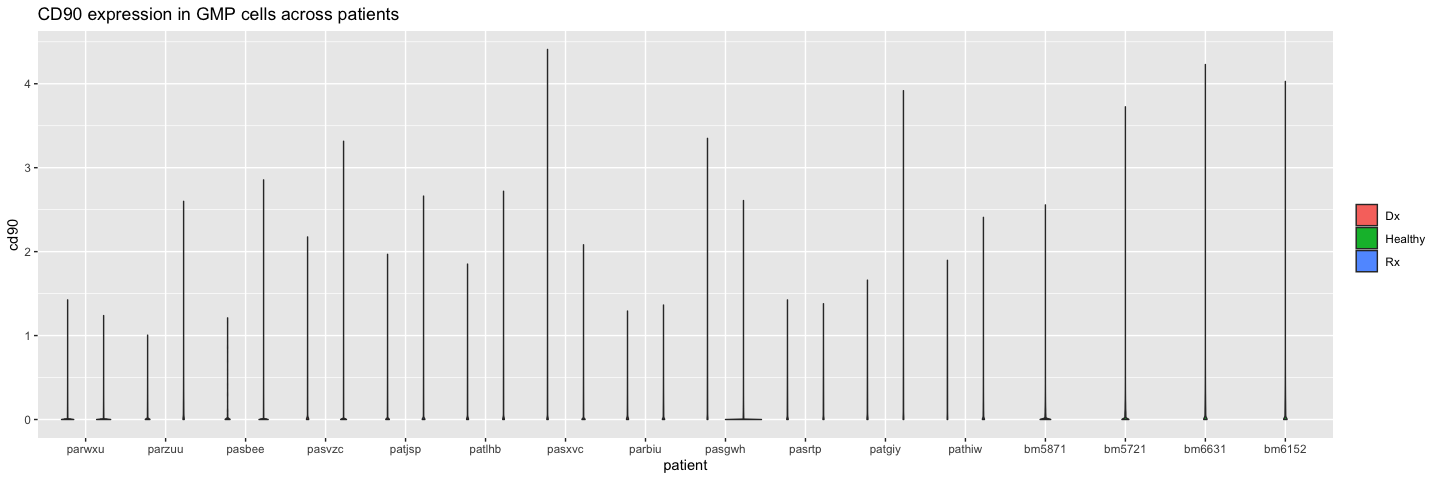 CD90 expression in GMP cells across patients
4
3
2
1
0
cd90
parwxu parzuu pasbee pasvzc patjsp patlhb pasxvc parbiu pasgwh pasrtp patgiy pathiw bm5871 bm5721 bm6631 bm6152
patient
Dx
Healthy
Rx